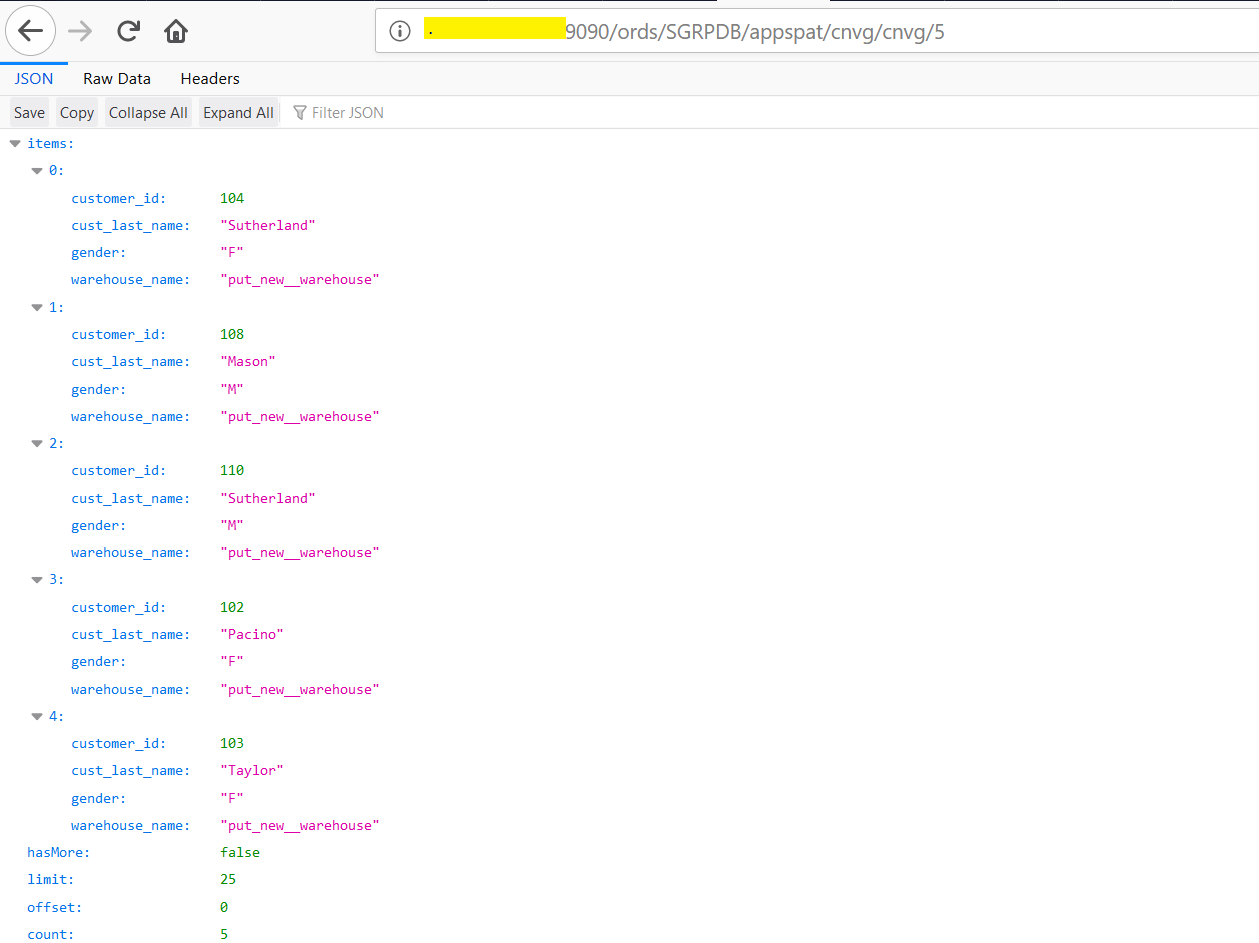 9090/ords/SGRPDB/appspat/cnvg/cnvg/5
JSON Raw Data Headers
Save Copy Collapse All Expand All Filter JSON
items:
0:
customer_id: 104
cust_last_name: "Sutherland"
gender: "F"
warehouse_name: "put_new__warehouse"
1:
customer_id: 108
cust_last_name: "Mason"
gender: "M"
warehouse_name: "put_new__warehouse"
2:
customer_id: 110
cust_last_name: "Sutherland"
gender: "M"
warehouse_name: "put_new__warehouse"
3:
customer_id: 102
cust_last_name: "Pacino"
gender: "F"
warehouse_name: "put_new__warehouse"
4:
customer_id: 103
cust_last_name: "Taylor"
gender: "F"
warehouse_name: "put_new__warehouse"
hasMore: false
limit: 25
offset: 0
count: 5